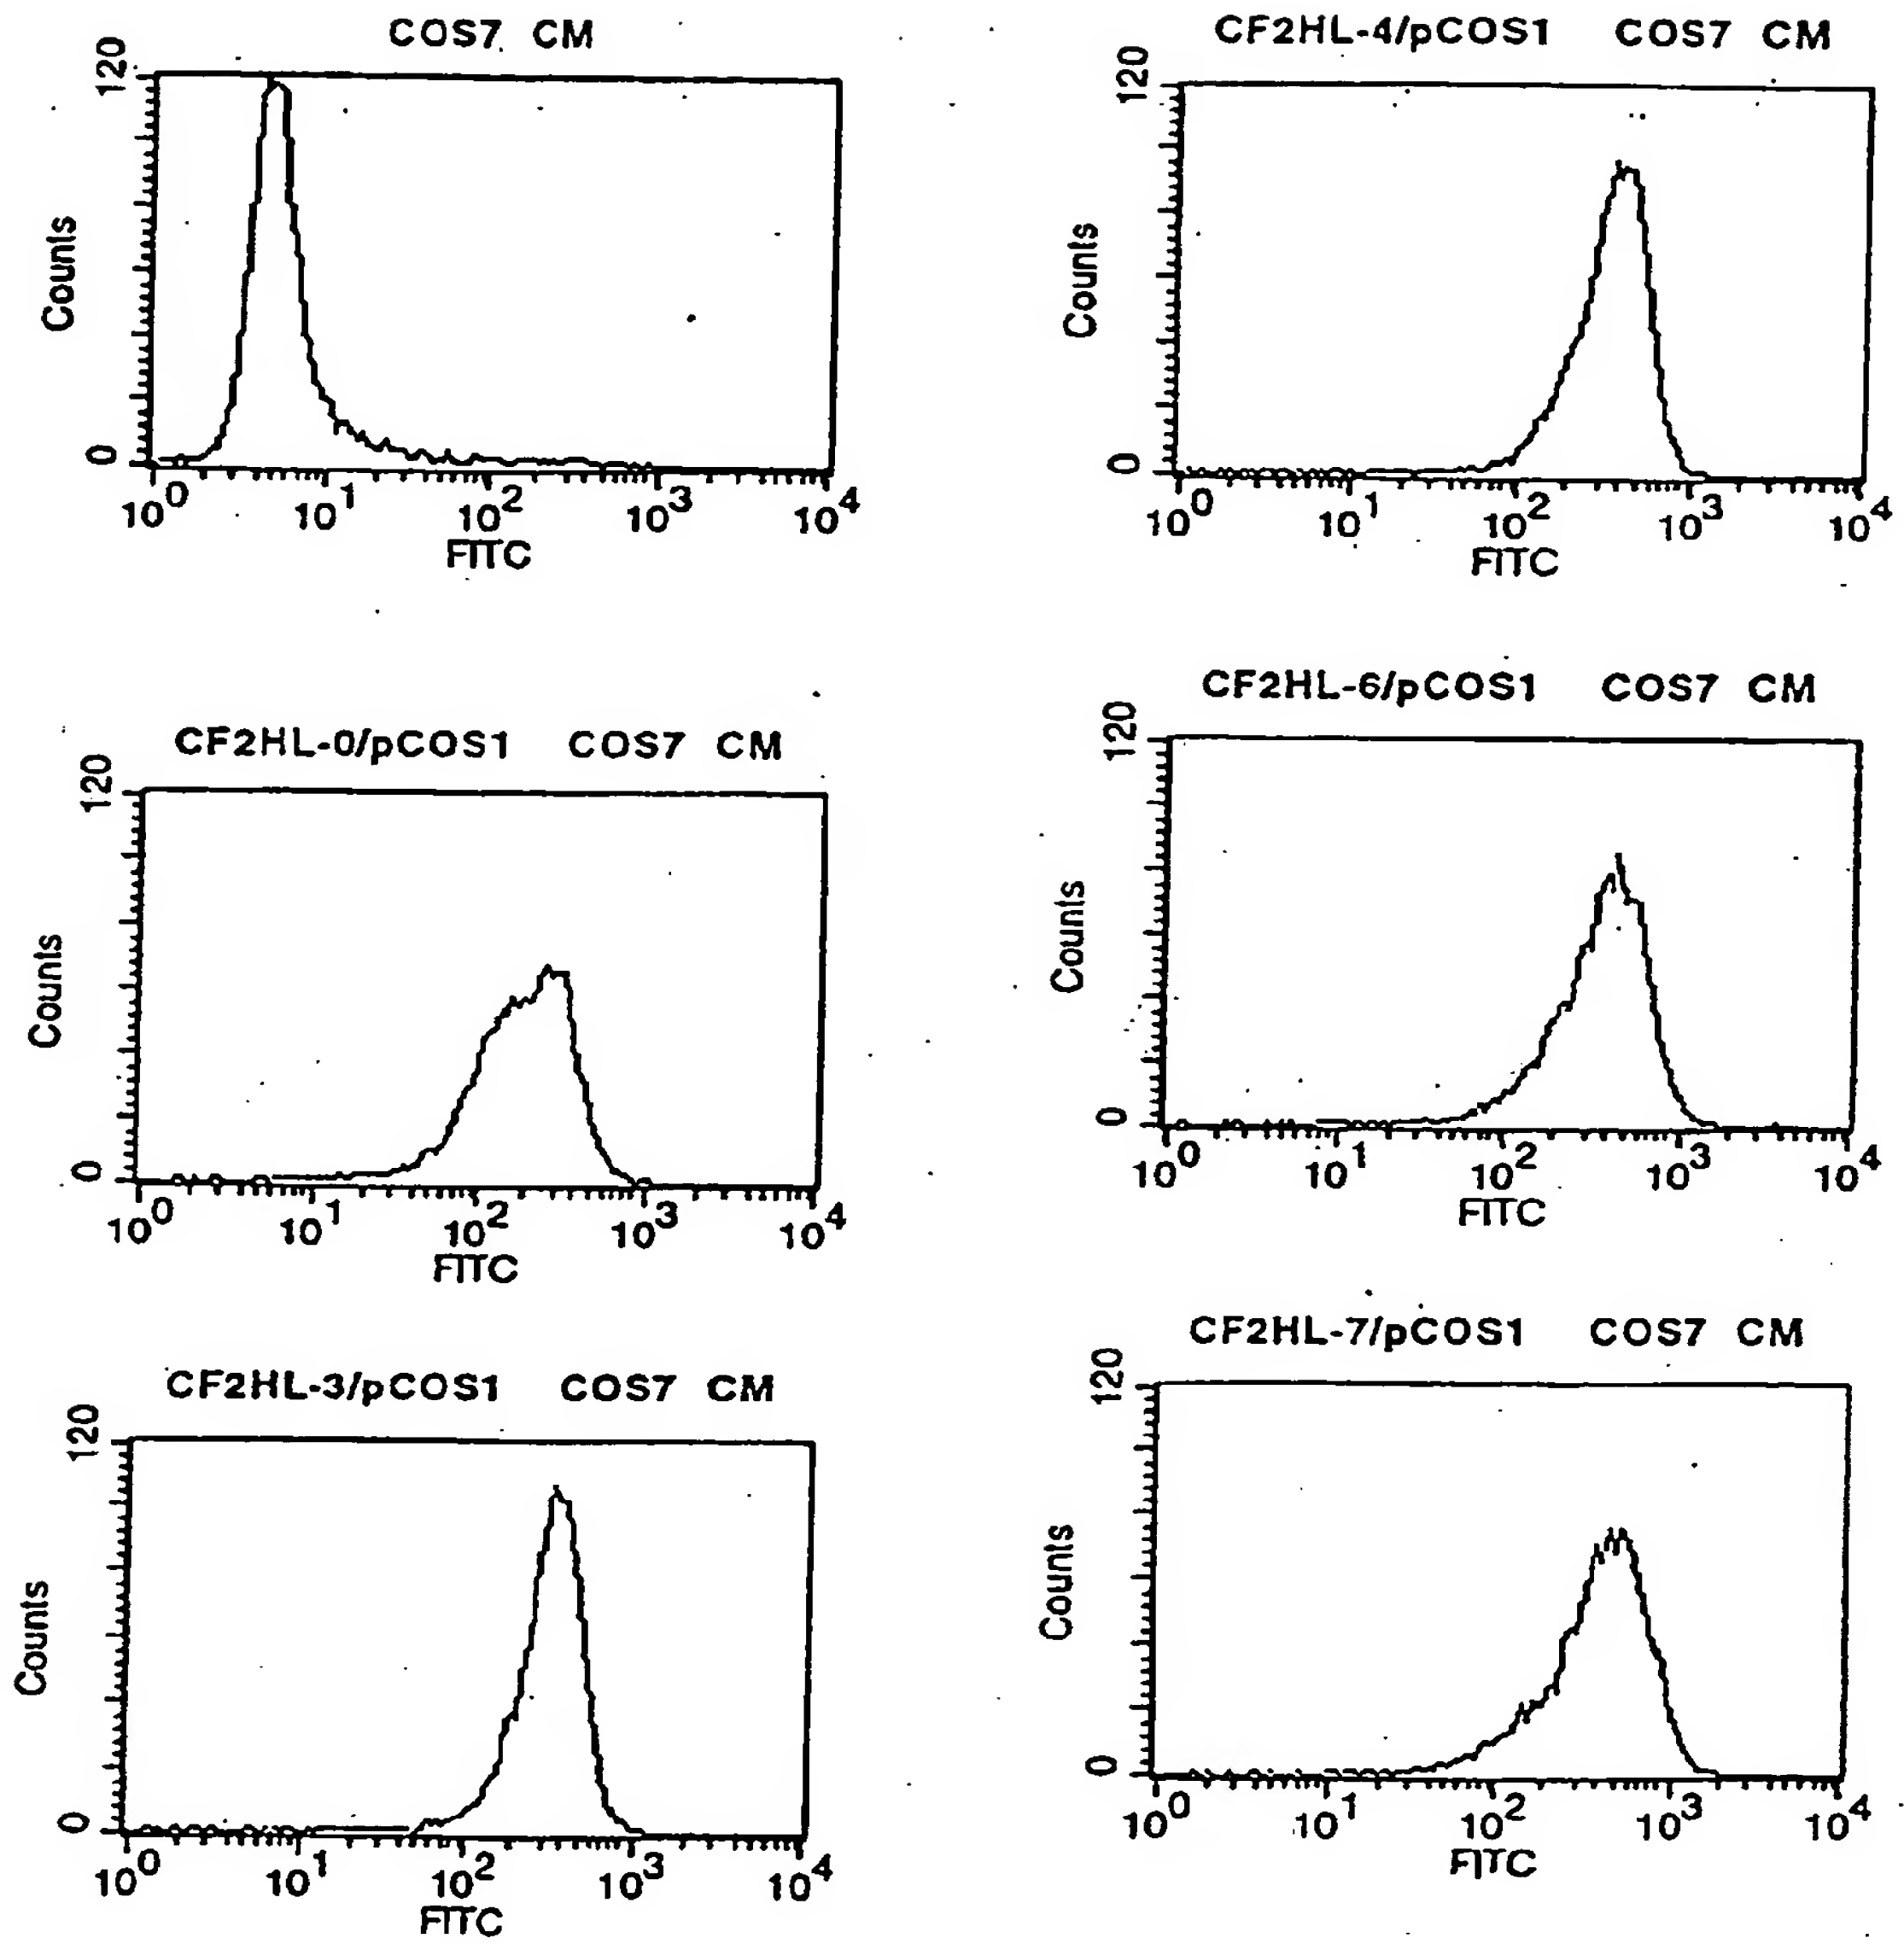 COS7 CM
120
Counts
0
10^0 10^1 10^2 10^3 10^4
FITC
CF2HL-0/pCOS1 COS7 CM
120
Counts
0
10^0 10^1 10^2 10^3 10^4
FITC
CF2HL-3/pCOS1 COS7 CM
120
Counts
0
10^0 10^1 10^2 10^3 10^4
FITC
CF2HL-4/pCOS1 COS7 CM
120
Counts
0
10^0 10^1 10^2 10^3 10^4
FITC
CF2HL-6/pCOS1 COS7 CM
120
Counts
0
10^0 10^1 10^2 10^3 10^4
FITC
CF2HL-7/pCOS1 COS7 CM
120
Counts
0
10^0 10^1 10^2 10^3 10^4
FITC